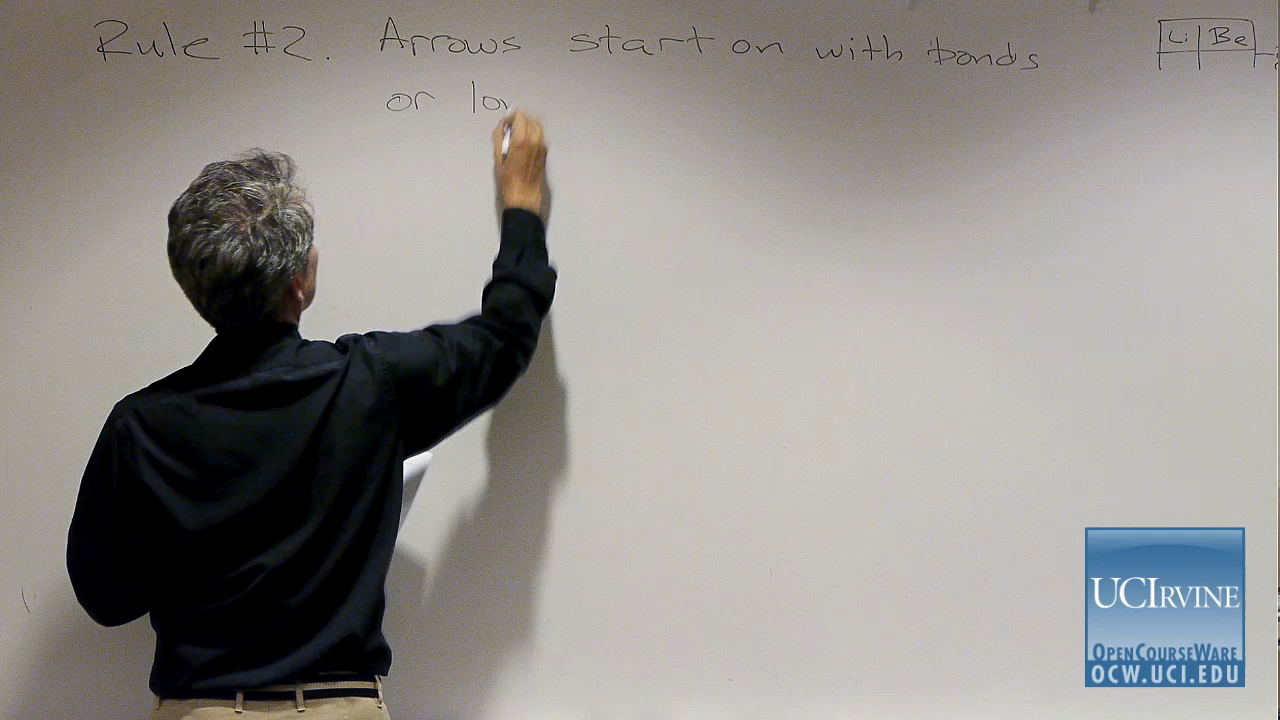 Rule #2. Arrows start on with bonds
or lo
Li Be
UCIRVINE
OPENCOURSEWARE
OCW.UCI.EDU